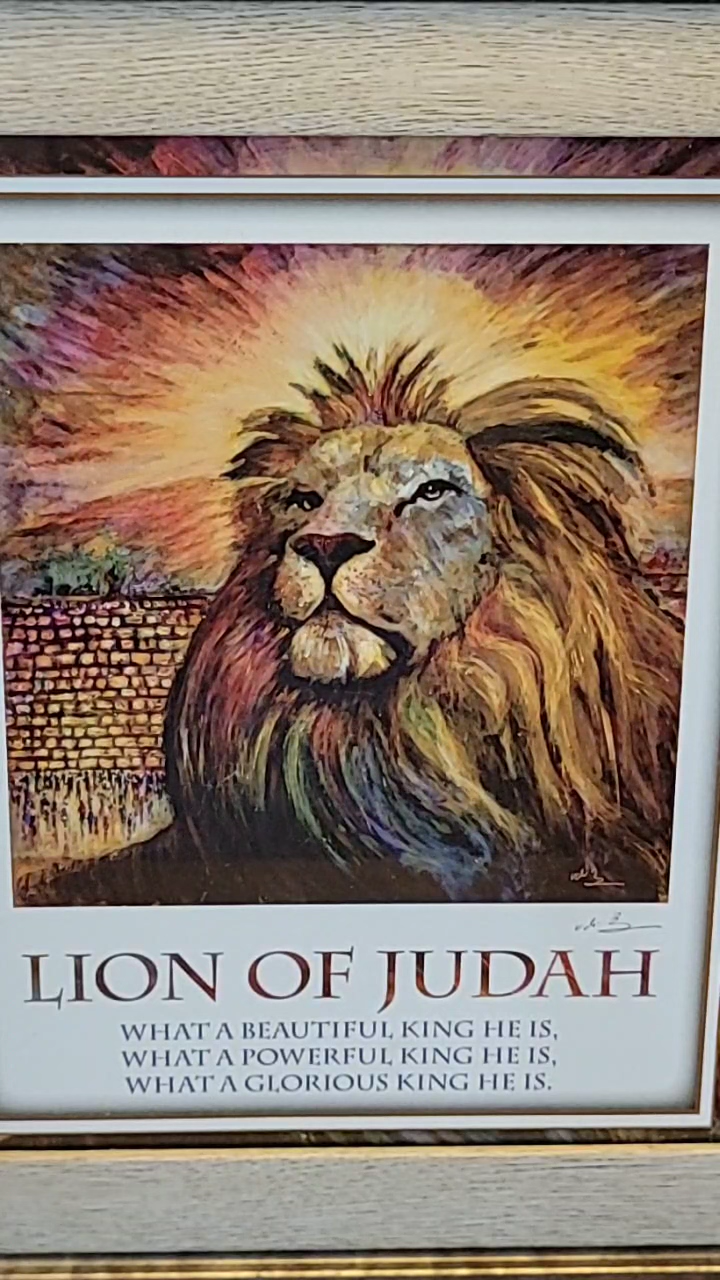 LION OF JUDAH
WHAT A BEAUTIFUL KING HE IS,
WHAT A POWERFUL KING HE IS,
WHAT A GLORIOUS KING HE IS.